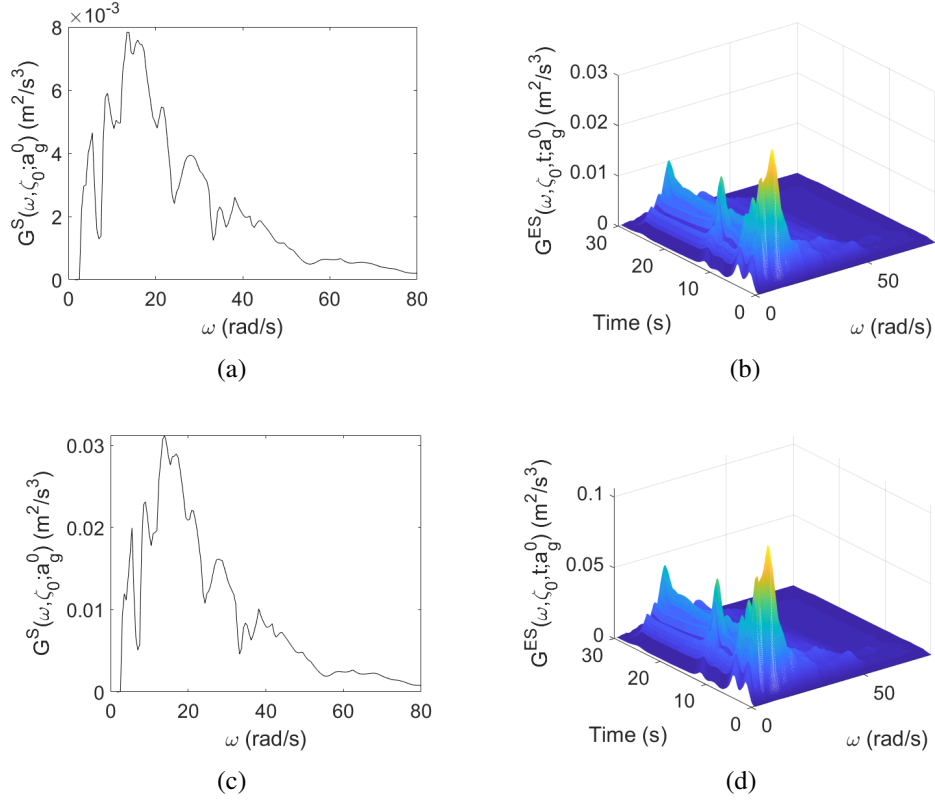 ×10⁻³
8
6
4
2
0
0 20 40 60 80
G^S(ω,ζ₀;a_g^0) (m²/s³)
ω (rad/s)
(a)
0.03
0.02
0.01
0
30
20
10
0
0
50
G^ES(ω,ζ₀,t;a_g^0) (m²/s³)
Time (s)
ω (rad/s)
(b)
0.03
0.02
0.01
0
0 20 40 60 80
G^S(ω,ζ₀;a_g^0) (m²/s³)
ω (rad/s)
(c)
0.1
0.05
0
30
20
10
0
0
50
G^ES(ω,ζ₀,t;a_g^0) (m²/s³)
Time (s)
ω (rad/s)
(d)